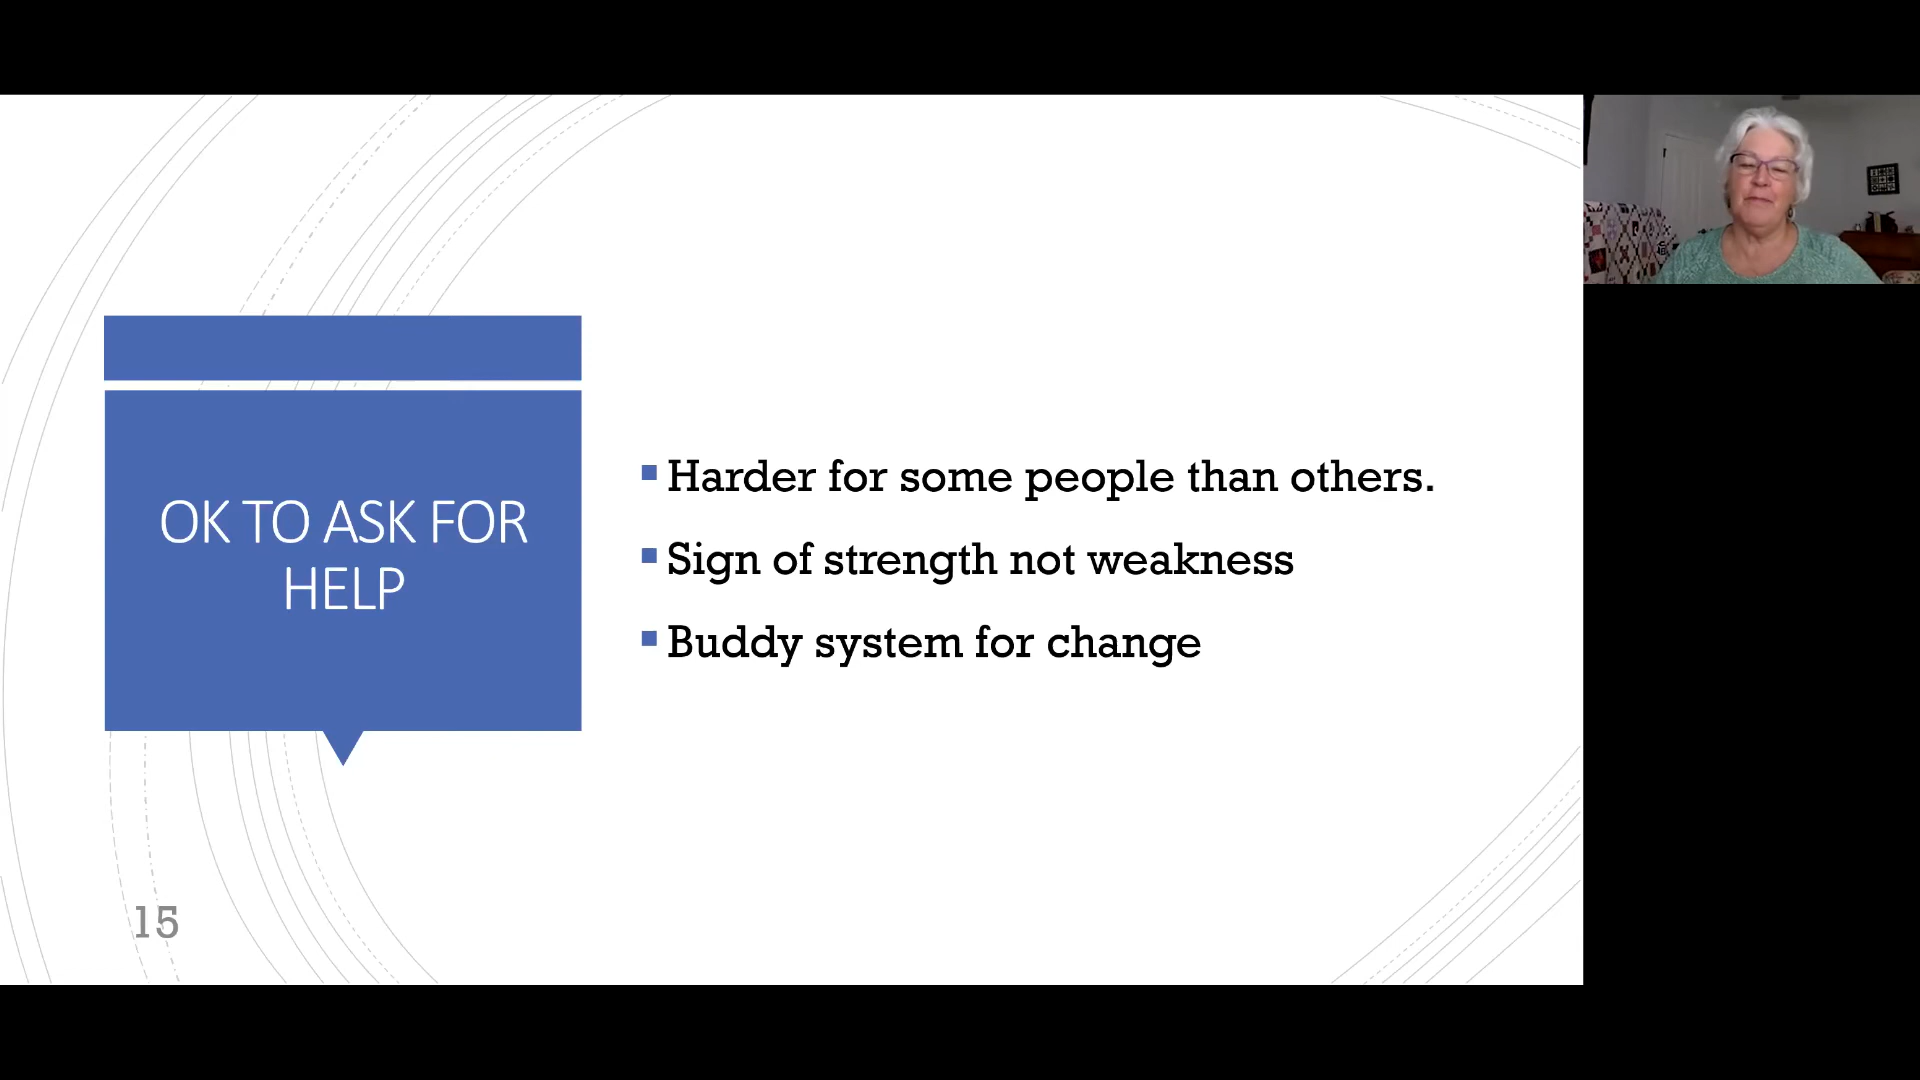 OK TO ASK FOR
HELP
Harder for some people than others.
Sign of strength not weakness
Buddy system for change
15